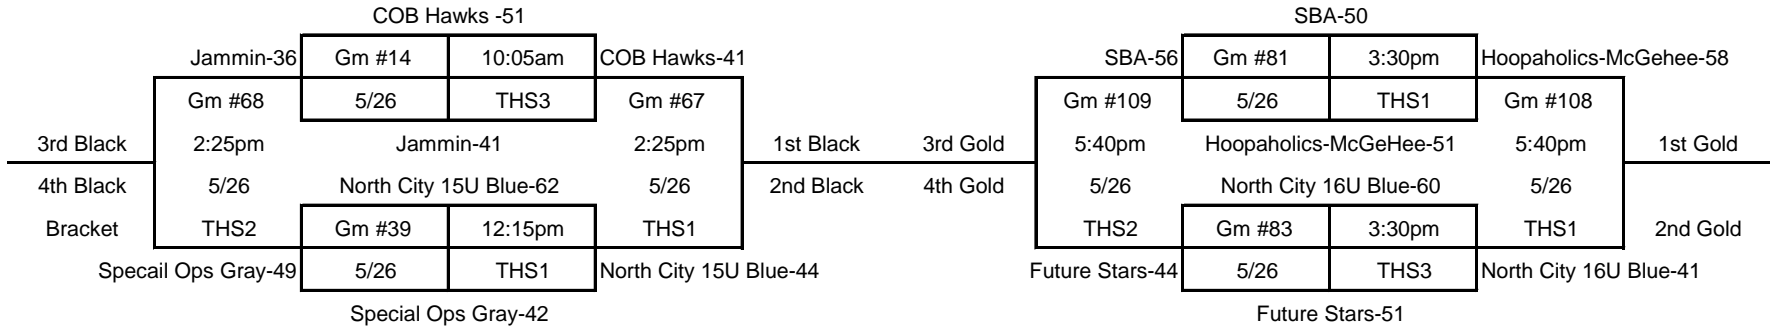 COB Hawks -51 SBA-50
Jammin-36 Gm #14 10:05am COB Hawks-41 SBA-56 Gm #81 3:30pm Hoopaholics-McGehee-58
Gm #68 5/26 THS3 Gm #67 Gm #109 5/26 THS1 Gm #108
3rd Black 2:25pm Jammin-41 2:25pm 1st Black 3rd Gold 5:40pm Hoopaholics-McGeHee-51 5:40pm 1st Gold
4th Black 5/26 North City 15U Blue-62 5/26 2nd Black 4th Gold 5/26 North City 16U Blue-60 5/26
Bracket THS2 Gm #39 12:15pm THS1 THS2 Gm #83 3:30pm THS1 2nd Gold
Specail Ops Gray-49 5/26 THS1 North City 15U Blue-44 Future Stars-44 5/26 THS3 North City 16U Blue-41
Special Ops Gray-42 Future Stars-51